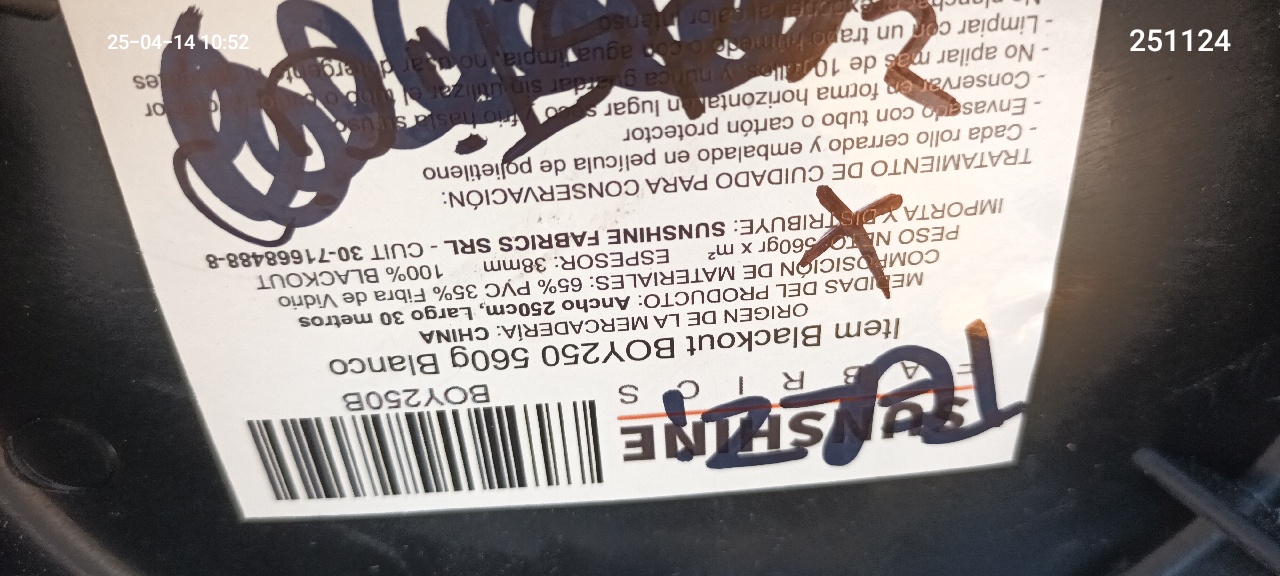 25-04-14 10:52
251124
SUNSHINE
F A B R I C S
BOY250B
Item Blackout BOY250 560g Blanco
ORIGEN DE LA MERCADERÍA: CHINA
MEDIDAS DEL PRODUCTO: Ancho 250cm, Largo 30 metros
COMPOSICIÓN DE MATERIALES: 65% PVC 35% Fibra de Vidrio
PESO NETO: 560gr x m² ESPESOR: 38mm 100% BLACKOUT
IMPORTA Y DISTRIBUYE: SUNSHINE FABRICS SRL - CUIT 30-71668488-8
TRATAMIENTO DE CUIDADO PARA CONSERVACIÓN:
- Cada rollo cerrado y embalado en película de polietileno
- Envasado con tubo o cartón protector
- Conservar en forma horizontal en lugar seco y frío hasta su uso
- No apilar más de 10 rollos, y nunca guardar sin utilizar el tubo o
- Limpiar con un trapo húmedo o con agua limpia, no usar detergente
X